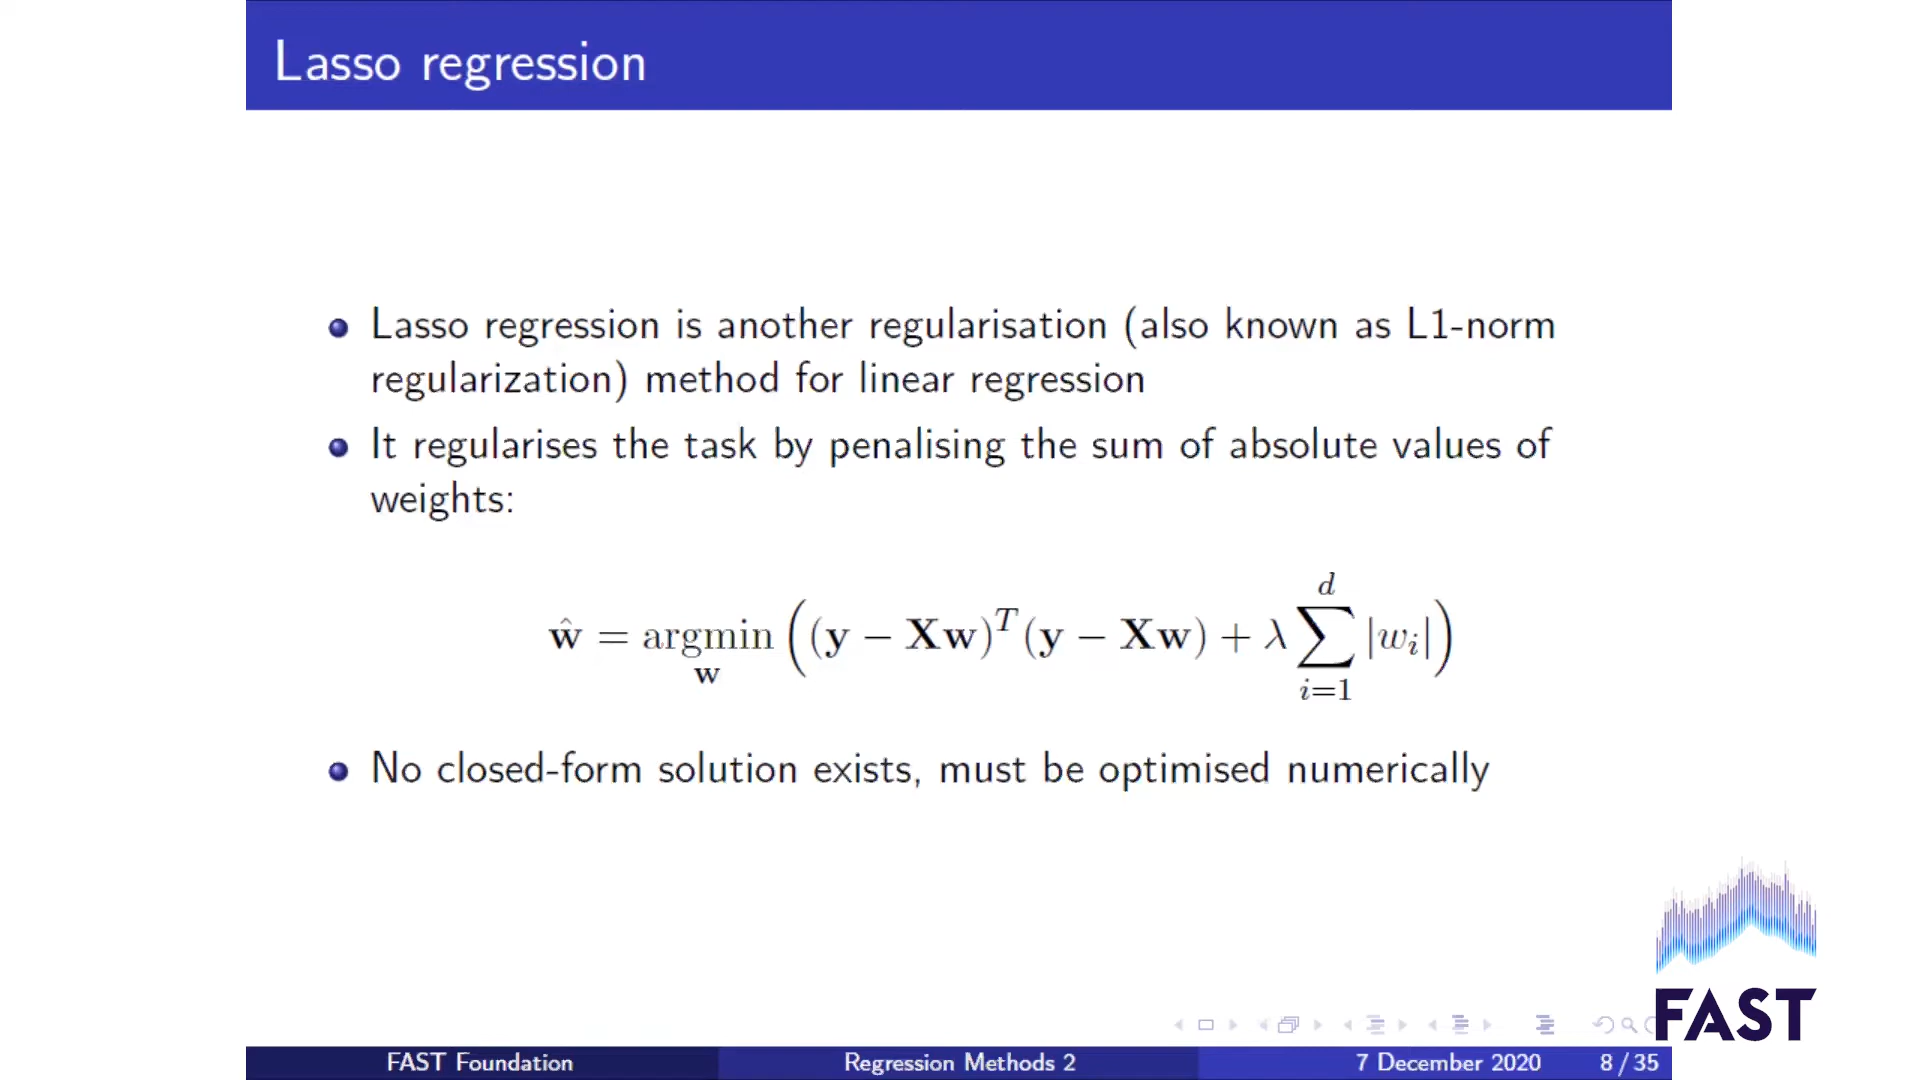 Lasso regression
Lasso regression is another regularisation (also known as L1-norm
regularization) method for linear regression
It regularises the task by penalising the sum of absolute values of
weights:
ŵ = argmin_w ( (y − Xw)^T (y − Xw) + λ ∑_{i=1}^{d} |w_i| )
No closed-form solution exists, must be optimised numerically
FAST
FAST Foundation Regression Methods 2 7 December 2020 8 / 35